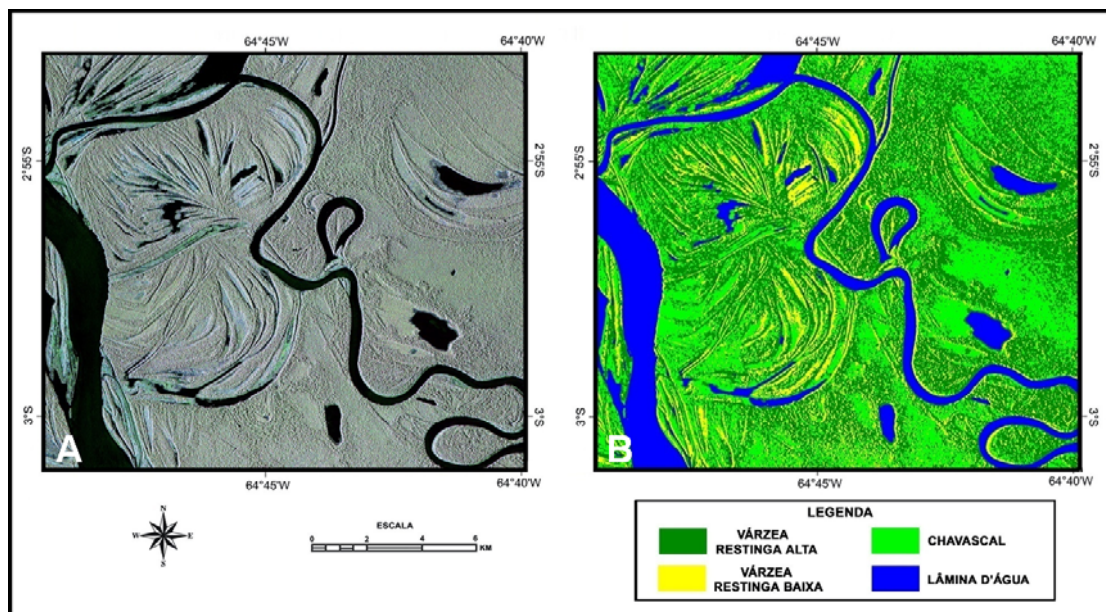 64°45'W
64°40'W
64°45'W
64°40'W
2°55'S
2°55'S
2°55'S
2°55'S
3°S
3°S
3°S
3°S
A
B
64°45'W
64°40'W
64°45'W
64°40'W
N
W
E
S
ESCALA
0
2
4
6
KM
LEGENDA
VÁRZEA
RESTINGA ALTA
CHAVASCAL
VÁRZEA
RESTINGA BAIXA
LÂMINA D'ÁGUA